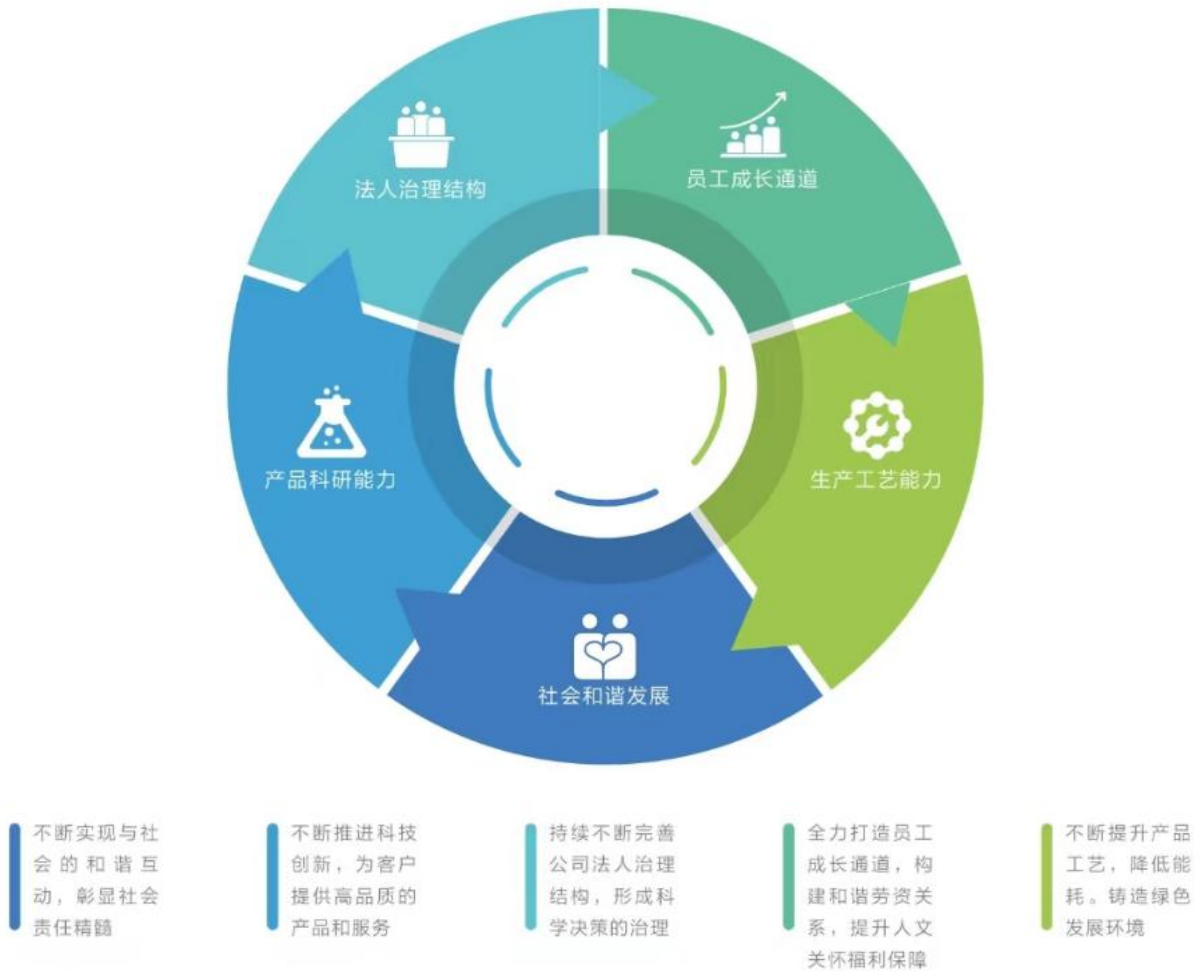 法人治理结构
员工成长通道
产品科研能力
生产工艺能力
社会和谐发展
不断实现与社
会的和谐互
动，彰显社会
责任精髓
不断推进科技
创新，为客户
提供高品质的
产品和服务
持续不断完善
公司法人治理
结构，形成科
学决策的治理
全力打造员工
成长通道，构
建和谐劳资关
系，提升人文
关怀福利保障
不断提升产品
工艺，降低能
耗。铸造绿色
发展环境